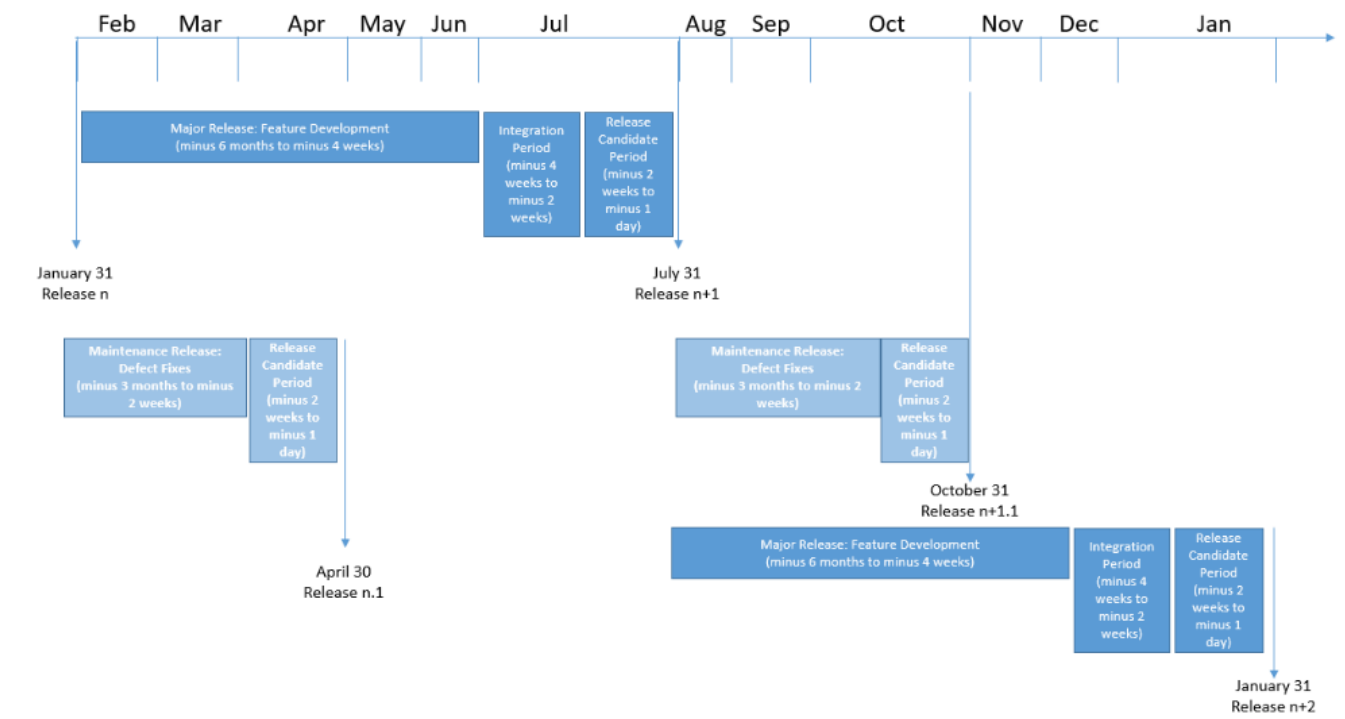 Feb Mar Apr May Jun Jul Aug Sep Oct Nov Dec Jan
Major Release: Feature Development
(minus 6 months to minus 4 weeks)
Integration
Period
(minus 4
weeks to
minus 2
weeks)
Release
Candidate
Period
(minus 2
weeks to
minus 1
day)
January 31
Release n
July 31
Release n+1
Maintenance Release:
Defect Fixes
(minus 3 months to minus
2 weeks)
Release
Candidate
Period
(minus 2
weeks to
minus 1
day)
Maintenance Release:
Defect Fixes
(minus 3 months to minus 2
weeks)
Release
Candidate
Period
(minus 2
weeks to
minus 1
day)
April 30
Release n.1
October 31
Release n+1.1
Major Release: Feature Development
(minus 6 months to minus 4 weeks)
Integration
Period
(minus 4
weeks to
minus 2
weeks)
Release
Candidate
Period
(minus 2
weeks to
minus 1
day)
January 31
Release n+2